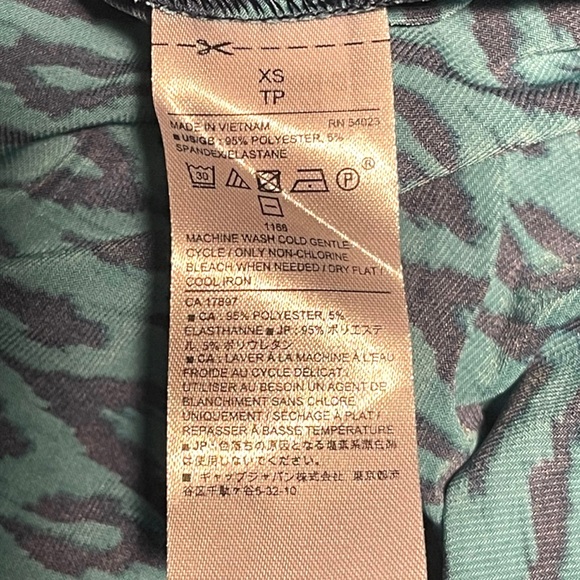 XS
TP
MADE IN VIETNAM RN 54023
■ US/GB : 95% POLYESTER, 5%
SPANDEX/ELASTANE
30 P ®
1166
MACHINE WASH COLD GENTLE
CYCLE / ONLY NON-CHLORINE
BLEACH WHEN NEEDED / DRY FLAT /
COOL IRON
CA 17897
■ CA : 95% POLYESTER, 5%
ELASTHANNE ■ JP : 95% ポリエステ
ル, 5% ポリウレタン
■ CA : LAVER À LA MACHINE À L'EAU
FROIDE AU CYCLE DÉLICAT.
UTILISER AU BESOIN UN AGENT DE
BLANCHIMENT SANS CHLORE
UNIQUEMENT / SÉCHAGE À PLAT /
REPASSER À BASSE TEMPÉRATURE
■ JP : 色落ちの原因となる塩素系漂白剤
は使用しないでください。
■ ギャップジャパン株式会社 東京都渋
谷区千駄ヶ谷5-32-10